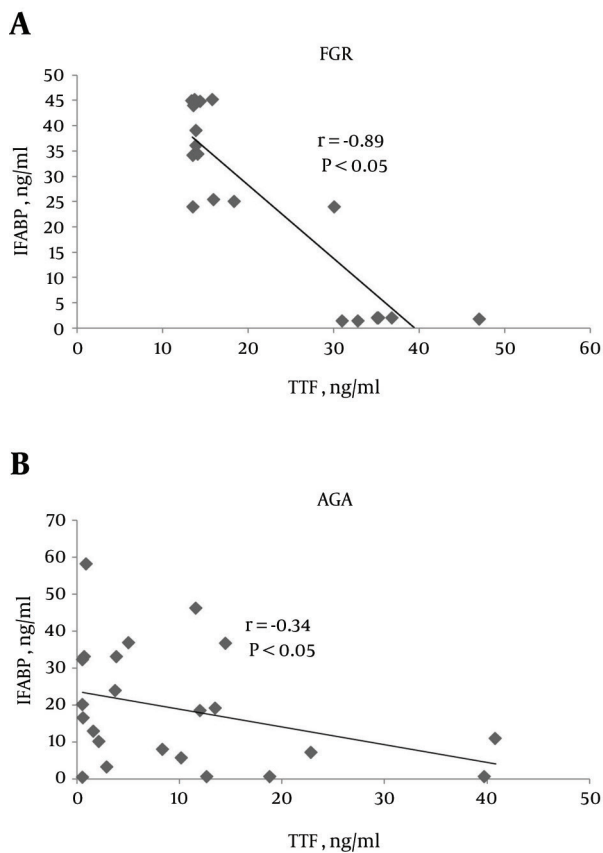 A
FGR
50
45
40
35
30
25
20
15
10
5
0
IFABP, ng/ml
r = -0.89
P < 0.05
0 10 20 30 40 50 60
TTF, ng/ml
B
AGA
70
60
50
40
30
20
10
0
IFABP, ng/ml
r = -0.34
P < 0.05
0 10 20 30 40 50
TTF, ng/ml